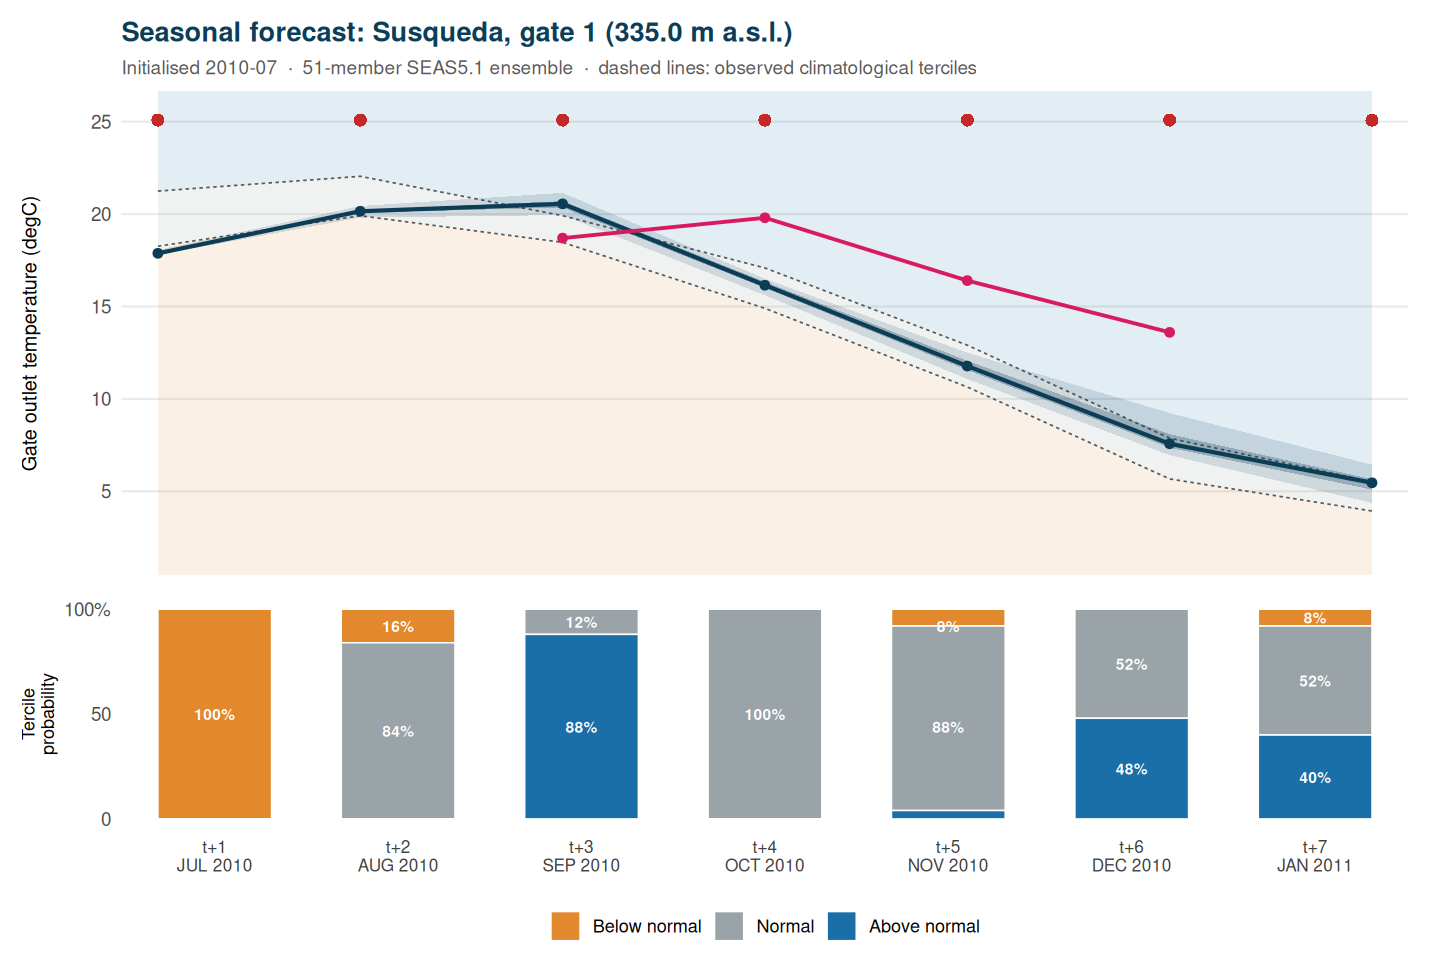 Seasonal forecast: Susqueda, gate 1 (335.0 m a.s.l.)
Initialised 2010-07 · 51-member SEAS5.1 ensemble · dashed lines: observed climatological terciles
Gate outlet temperature (degC)
25
20
15
10
5
Tercile
probability
100%
50
0
100%
16%
84%
12%
88%
100%
8%
88%
52%
48%
8%
52%
40%
t+1
JUL 2010
t+2
AUG 2010
t+3
SEP 2010
t+4
OCT 2010
t+5
NOV 2010
t+6
DEC 2010
t+7
JAN 2011
Below normal
Normal
Above normal